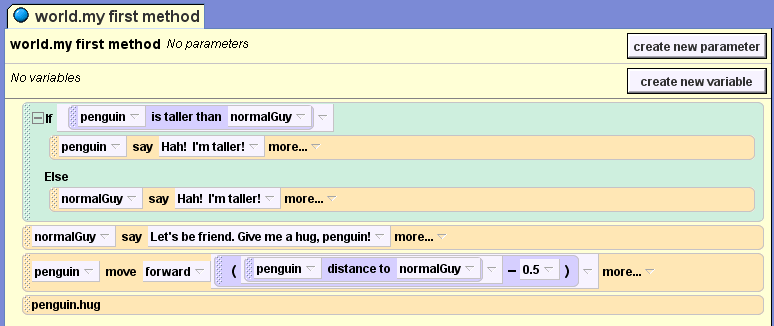 world.my first method
world.my first method No parameters create new parameter
No variables create new variable
If penguin is taller than normalGuy
penguin say Hah! I'm taller! more...
Else
normalGuy say Hah! I'm taller! more...
normalGuy say Let's be friend. Give me a hug, penguin! more...
penguin move forward ( penguin distance to normalGuy – 0.5 ) more...
penguin.hug